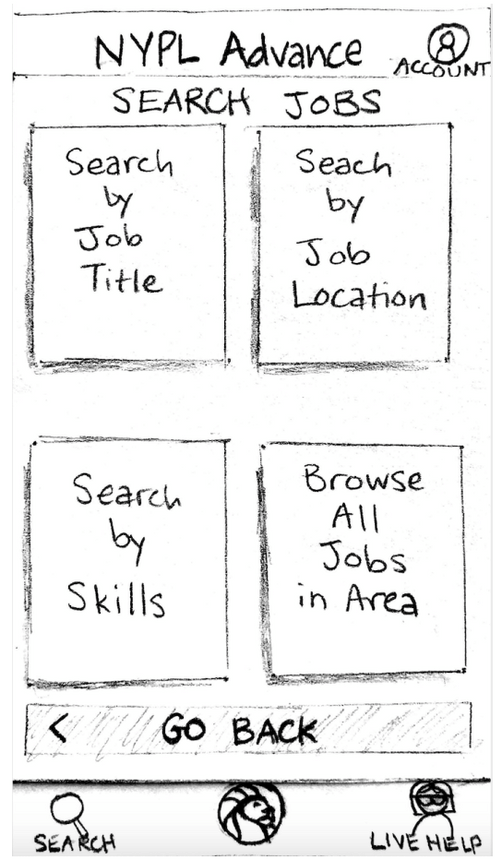 NYPL Advance
ACCOUNT
SEARCH JOBS
Search
by
Job
Title
Seach
by
Job
Location
Search
by
Skills
Browse
All
Jobs
in Area
< GO BACK
SEARCH
LIVE HELP